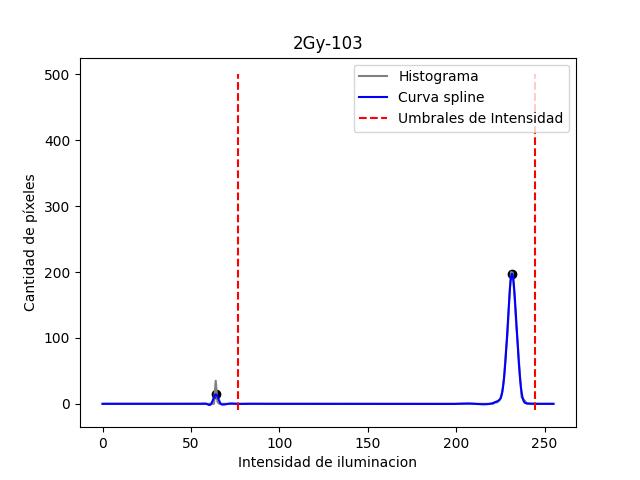 2Gy-103
Histograma
Curva spline
Umbrales de Intensidad
Cantidad de píxeles
500
400
300
200
100
0
0 50 100 150 200 250
Intensidad de iluminacion